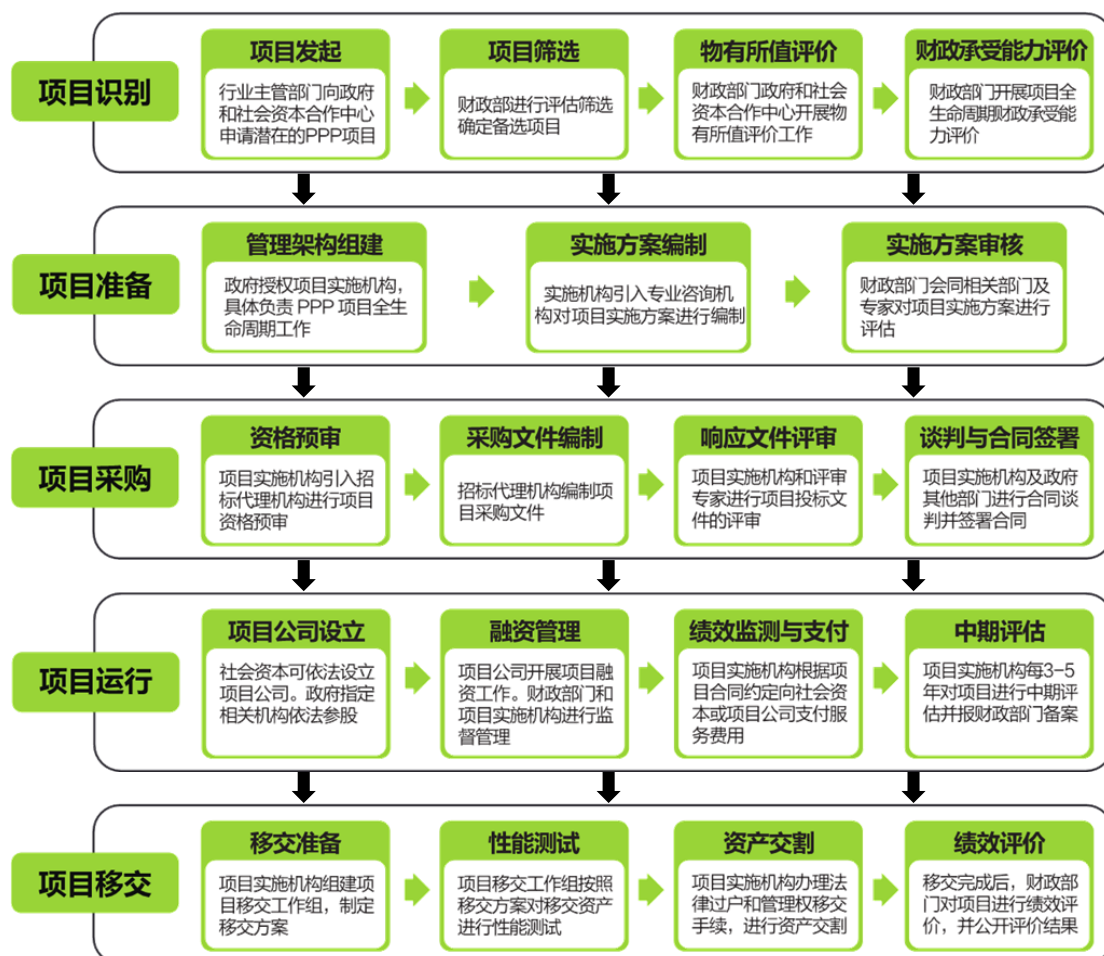 项目识别
项目发起
行业主管部门向政府
和社会资本合作中心
申请潜在的PPP项目
项目筛选
财政部进行评估筛选
确定备选项目
物有所值评价
财政部门政府和社会
资本合作中心开展物
有所值评价工作
财政承受能力评价
财政部门开展项目全
生命周期财政承受能
力评价
项目准备
管理架构组建
政府授权项目实施机构，
具体负责 PPP 项目全生
命周期工作
实施方案编制
实施机构引入专业咨询机
构对项目实施方案进行编制
实施方案审核
财政部门会同相关部门及
专家对项目实施方案进行
评估
项目采购
资格预审
项目实施机构引入招
标代理机构进行项目
资格预审
采购文件编制
招标代理机构编制项
目采购文件
响应文件评审
项目实施机构和评审
专家进行项目投标文
件的评审
谈判与合同签署
项目实施机构及政府
其他部门进行合同谈
判并签署合同
项目运行
项目公司设立
社会资本可依法设立
项目公司。政府指定
相关机构依法参股
融资管理
项目公司开展项目融
资工作。财政部门和
项目实施机构进行监
督管理
绩效监测与支付
项目实施机构根据项
目合同约定向社会资
本或项目公司支付服
务费用
中期评估
项目实施机构每3-5
年对项目进行中期评
估并报财政部门备案
项目移交
移交准备
项目实施机构组建项
目移交工作组，制定
移交方案
性能测试
项目移交工作组按照
移交方案对移交资产
进行性能测试
资产交割
项目实施机构办理法
律过户和管理权移交
手续，进行资产交割
绩效评价
移交完成后，财政部
门对项目进行绩效评
价，并公开评价结果